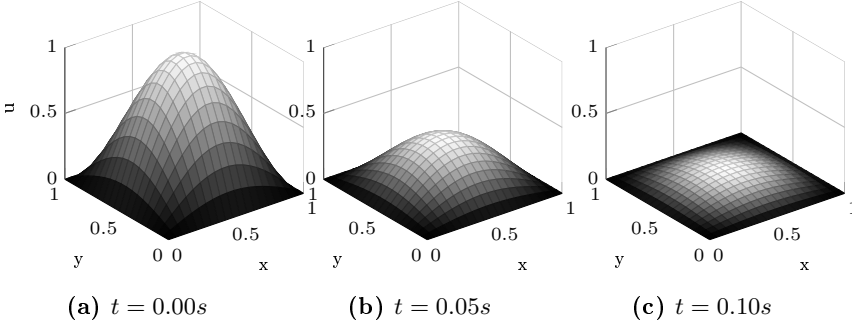 1 1 1
u 0.5 0.5 0.5
0 0 0
1 1 1 1 1 1
0.5 0.5 0.5 0.5 0.5 0.5
y 0 0 x y 0 0 x y 0 0 x
(a) t = 0.00s (b) t = 0.05s (c) t = 0.10s